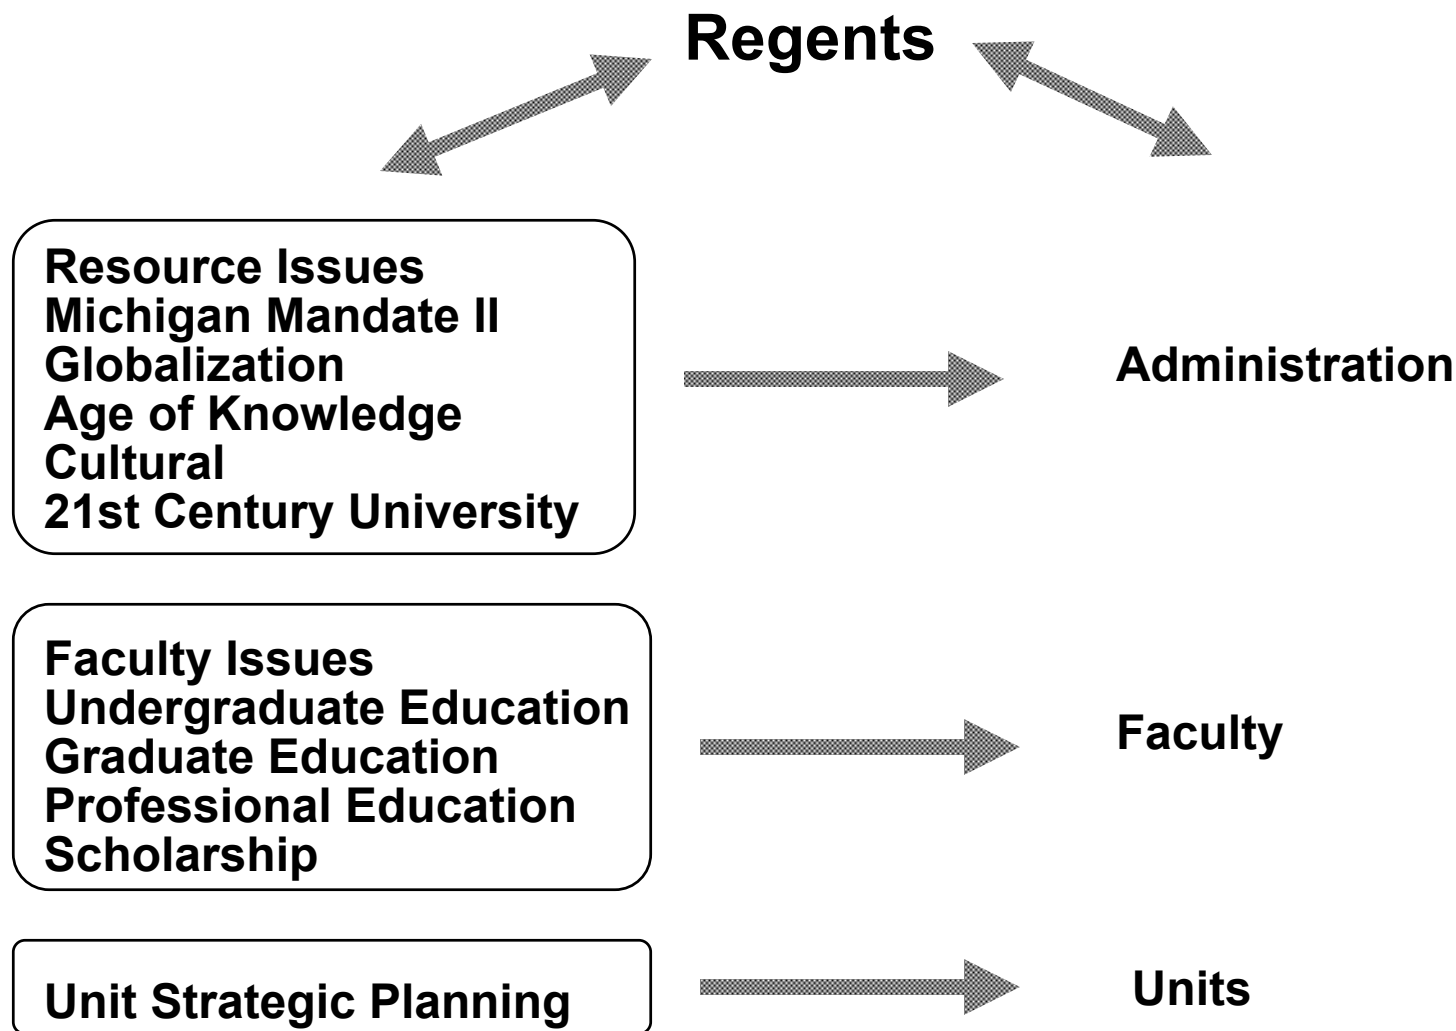 Regents
Resource Issues
Michigan Mandate II
Globalization
Age of Knowledge
Cultural
21st Century University
Administration
Faculty Issues
Undergraduate Education
Graduate Education
Professional Education
Scholarship
Faculty
Unit Strategic Planning
Units